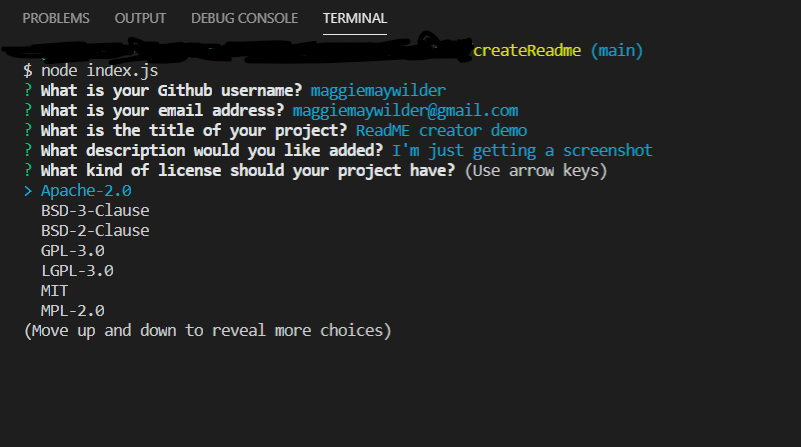 PROBLEMS OUTPUT DEBUG CONSOLE TERMINAL
createReadme (main)
$ node index.js
? What is your Github username? maggiemaywilder
? What is your email address? maggiemaywilder@gmail.com
? What is the title of your project? ReadME creator demo
? What description would you like added? I'm just getting a screenshot
? What kind of license should your project have? (Use arrow keys)
> Apache-2.0
BSD-3-Clause
BSD-2-Clause
GPL-3.0
LGPL-3.0
MIT
MPL-2.0
(Move up and down to reveal more choices)